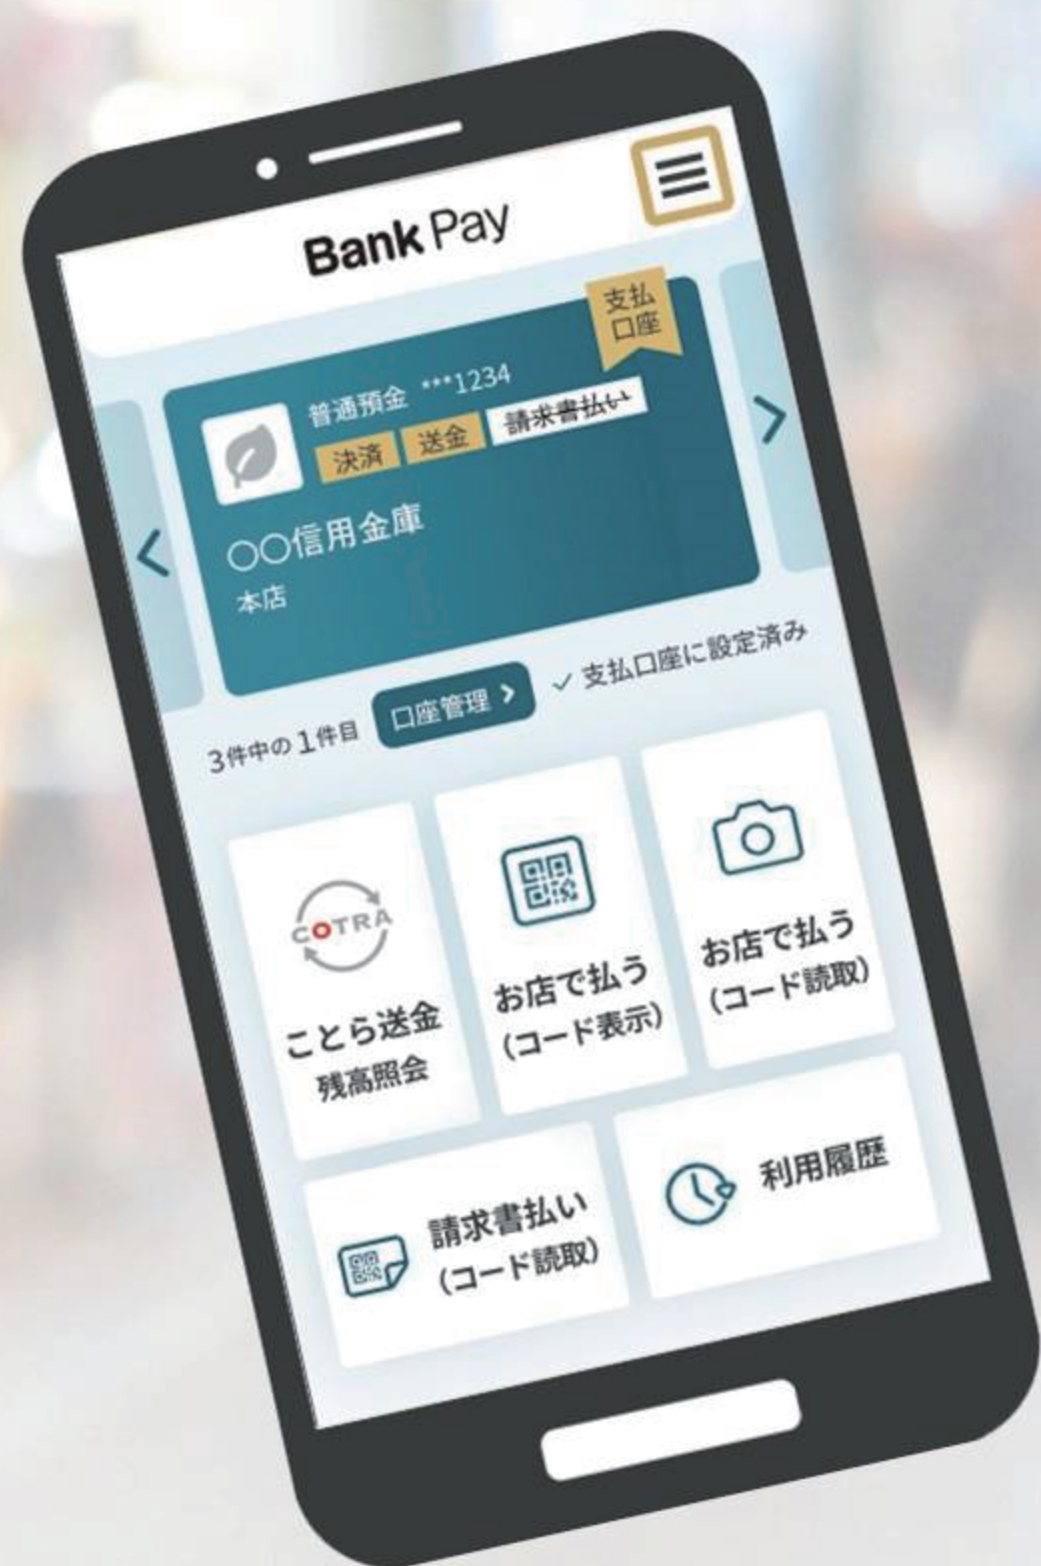 Bank Pay
支払
口座
普通預金 ***1234
決済 送金 請求書払い
○○信用金庫
本店
3件中の1件目 口座管理 ✓ 支払口座に設定済み
COTRA
ことら送金
残高照会
お店で払う
(コード表示)
お店で払う
(コード読取)
請求書払い
(コード読取)
利用履歴